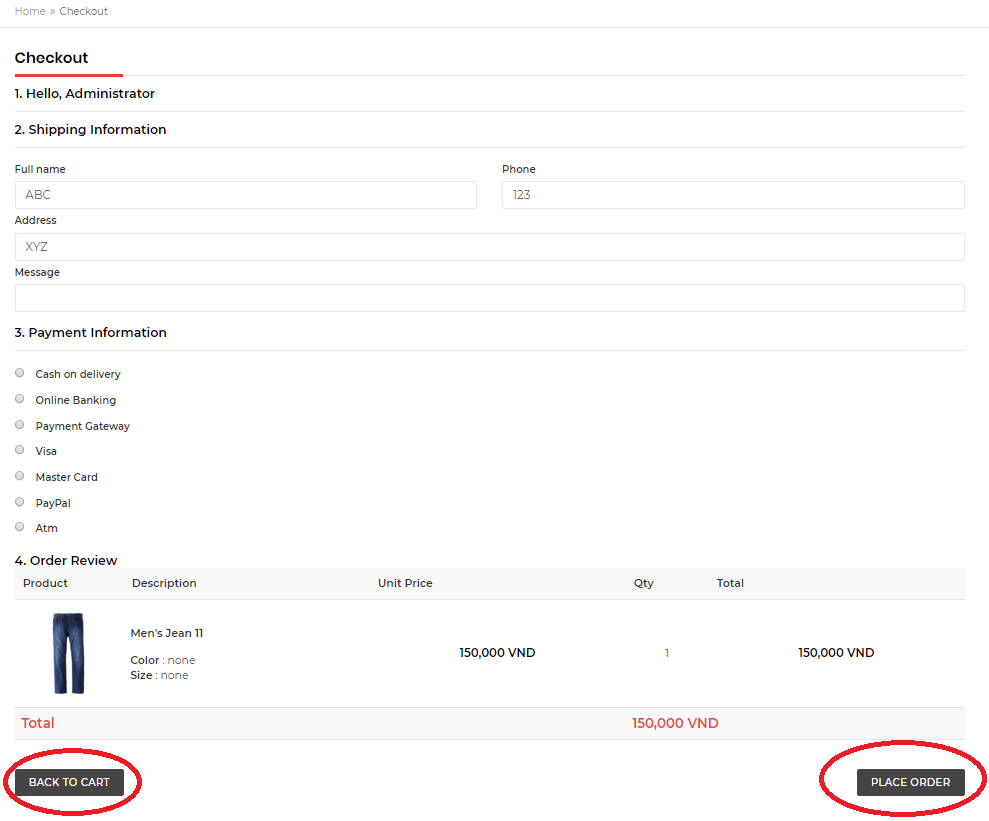 Home » Checkout
Checkout
1. Hello, Administrator
2. Shipping Information
Full name Phone
ABC 123
Address
XYZ
Message
3. Payment Information
Cash on delivery
Online Banking
Payment Gateway
Visa
Master Card
PayPal
Atm
4. Order Review
Product Description Unit Price Qty Total
Men's Jean 11
Color : none
150,000 VND 1 150,000 VND
Size : none
Total 150,000 VND
BACK TO CART PLACE ORDER